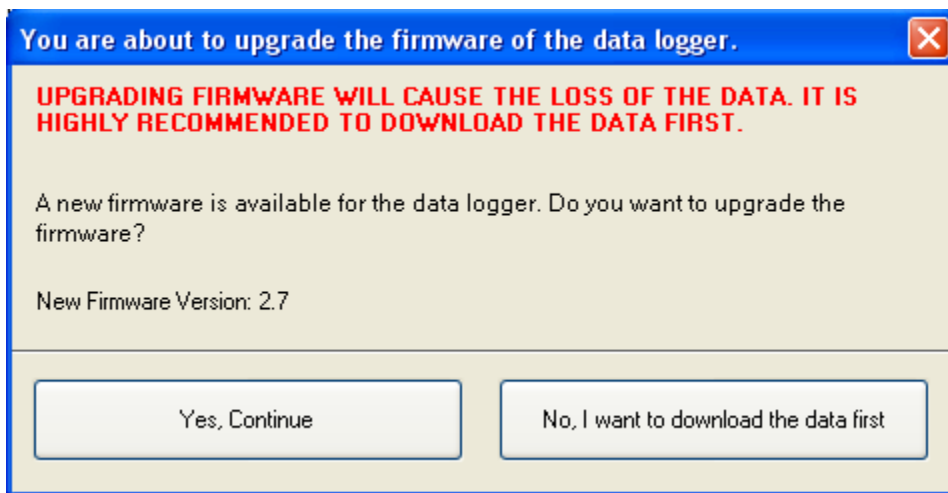 You are about to upgrade the firmware of the data logger.
UPGRADING FIRMWARE WILL CAUSE THE LOSS OF THE DATA. IT IS
HIGHLY RECOMMENDED TO DOWNLOAD THE DATA FIRST.
A new firmware is available for the data logger. Do you want to upgrade the
firmware?
New Firmware Version: 2.7
Yes, Continue
No, I want to download the data first